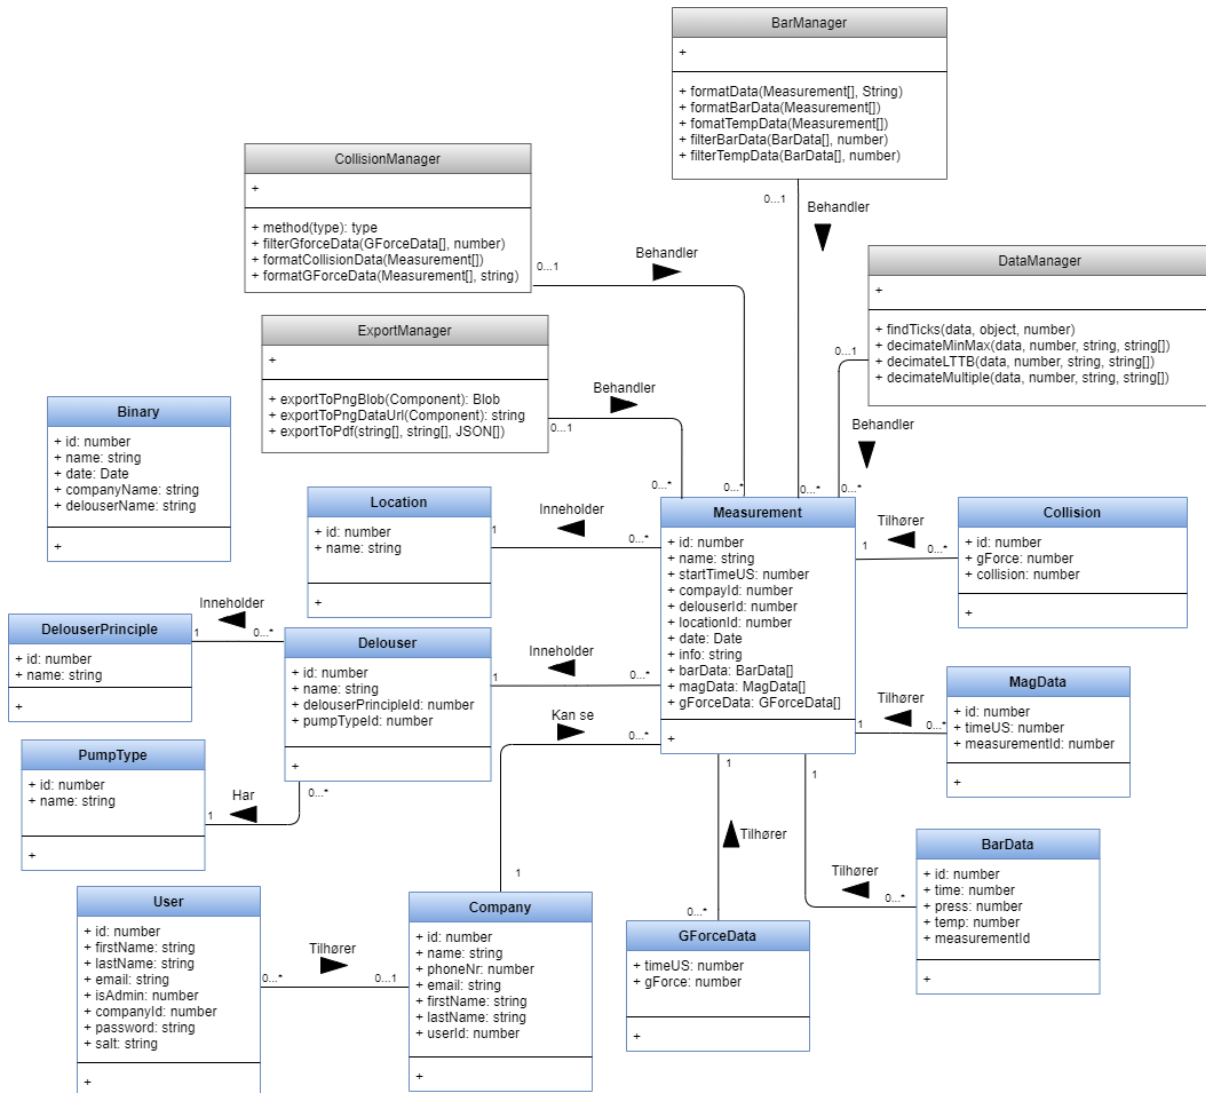 BarManager
+
+ formatData(Measurement[], String)
+ formatBarData(Measurement[])
+ fomatTempData(Measurement[])
+ filterBarData(BarData[], number)
+ filterTempData(BarData[], number)
0...1
Behandler
CollisionManager
+
+ method(type): type
+ filterGforceData(GForceData[], number)
+ formatCollisionData(Measurement[])
+ formatGForceData(Measurement[], string)
0...1
Behandler
DataManager
+
+ findTicks(data, object, number)
+ decimateMinMax(data, number, string, string[])
+ decimateLTTB(data, number, string, string[])
+ decimateMultiple(data, number, string, string[])
0...1
Behandler
ExportManager
+
+ exportToPngBlob(Component): Blob
+ exportToPngDataUrl(Component): string
+ exportToPdf(string[], string[], JSON[])
0...1
Behandler
Binary
+ id: number
+ name: string
+ date: Date
+ companyName: string
+ delouserName: string
+
0...*
0...*
0...*
0...*
Location
+ id: number
+ name: string
+
1
Inneholder
0...*
Measurement
+ id: number
+ name: string
+ startTimeUS: number
+ compayId: number
+ delouserId: number
+ locationId: number
+ date: Date
+ info: string
+ barData: BarData[]
+ magData: MagData[]
+ gForceData: GForceData[]
+
1
Tilhører
0...*
Collision
+ id: number
+ gForce: number
+ collision: number
+
DelouserPrinciple
+ id: number
+ name: string
+
1
Inneholder
0...*
Delouser
+ id: number
+ name: string
+ delouserPrincipleId: number
+ pumpTypeId: number
+
1
Inneholder
0...*
1
Tilhører
0...*
MagData
+ id: number
+ timeUS: number
+ measurementId: number
+
PumpType
+ id: number
+ name: string
+
1
Har
0...*
Kan se
0...*
1
1
Tilhører
0...*
1
Tilhører
0...*
BarData
+ id: number
+ time: number
+ press: number
+ temp: number
+ measurementId
+
User
+ id: number
+ firstName: string
+ lastName: string
+ email: string
+ isAdmin: number
+ companyId: number
+ password: string
+ salt: string
+
0...*
Tilhører
0...1
Company
+ id: number
+ name: string
+ phoneNr: number
+ email: string
+ firstName: string
+ lastName: string
+ userId: number
+
GForceData
+ timeUS: number
+ gForce: number
+